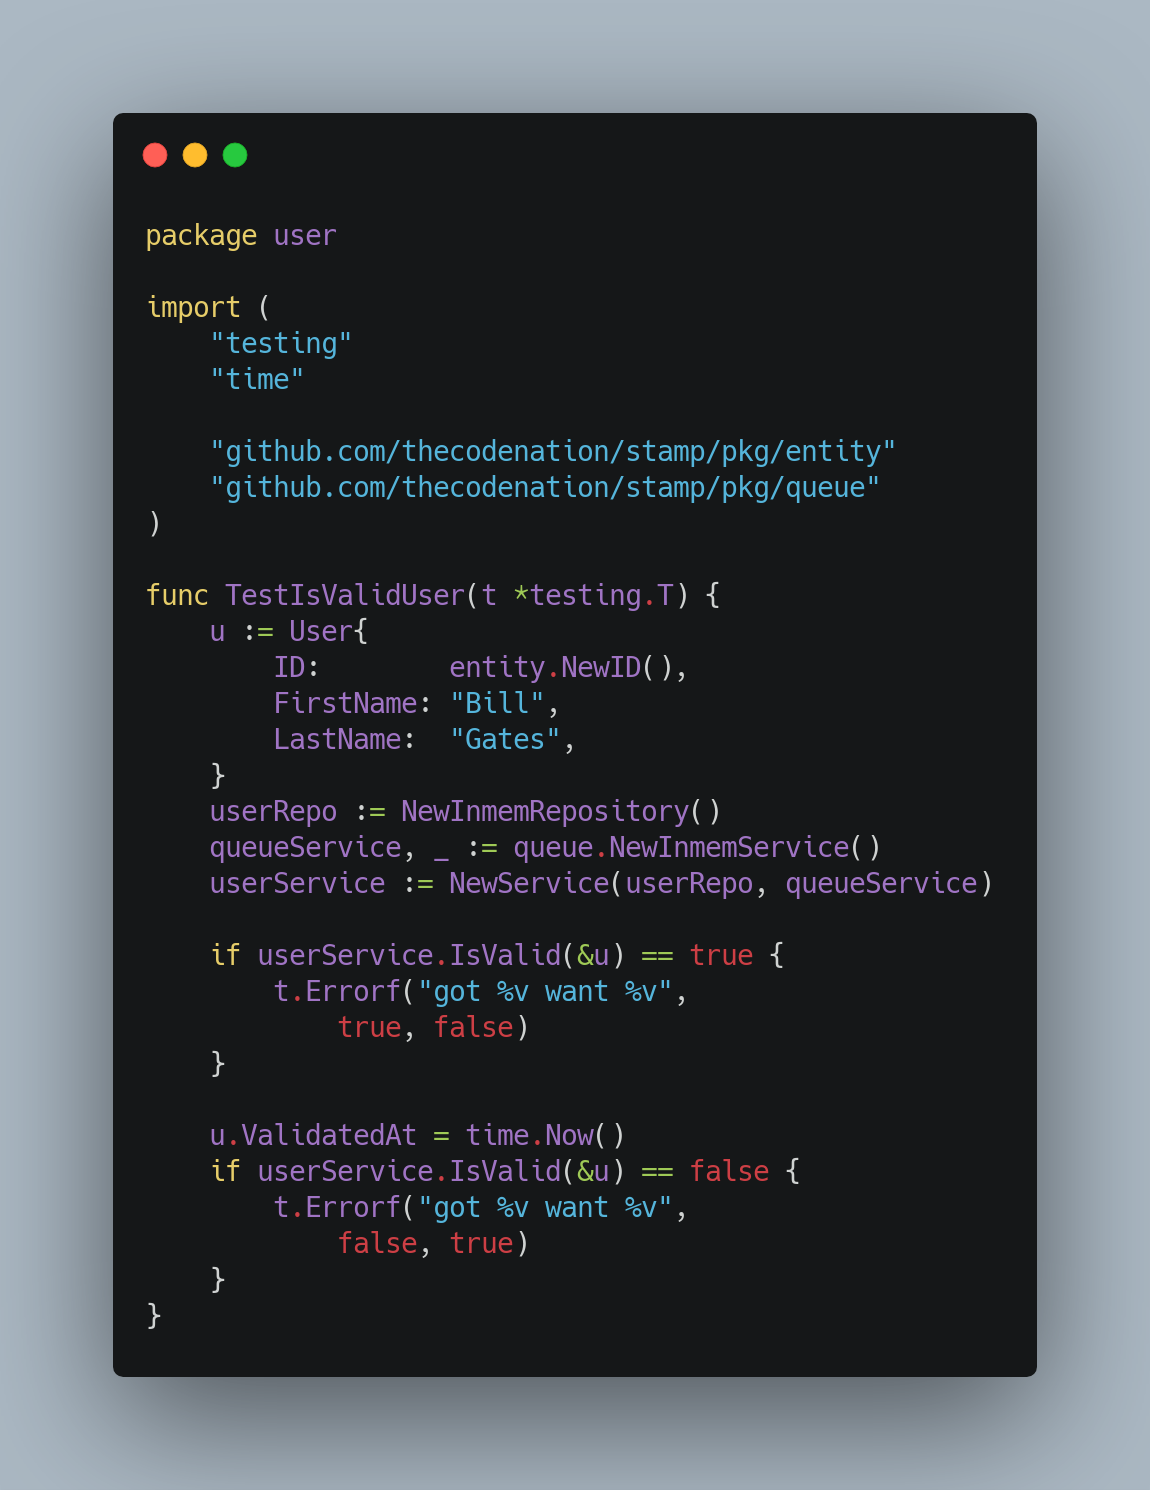 package user

import (
    "testing"
    "time"

    "github.com/thecodenation/stamp/pkg/entity"
    "github.com/thecodenation/stamp/pkg/queue"
)

func TestIsValidUser(t *testing.T) {
    u := User{
        ID:        entity.NewID(),
        FirstName: "Bill",
        LastName:  "Gates",
    }
    userRepo := NewInmemRepository()
    queueService, _ := queue.NewInmemService()
    userService := NewService(userRepo, queueService)

    if userService.IsValid(&u) == true {
        t.Errorf("got %v want %v",
            true, false)
    }

    u.ValidatedAt = time.Now()
    if userService.IsValid(&u) == false {
        t.Errorf("got %v want %v",
            false, true)
    }
}